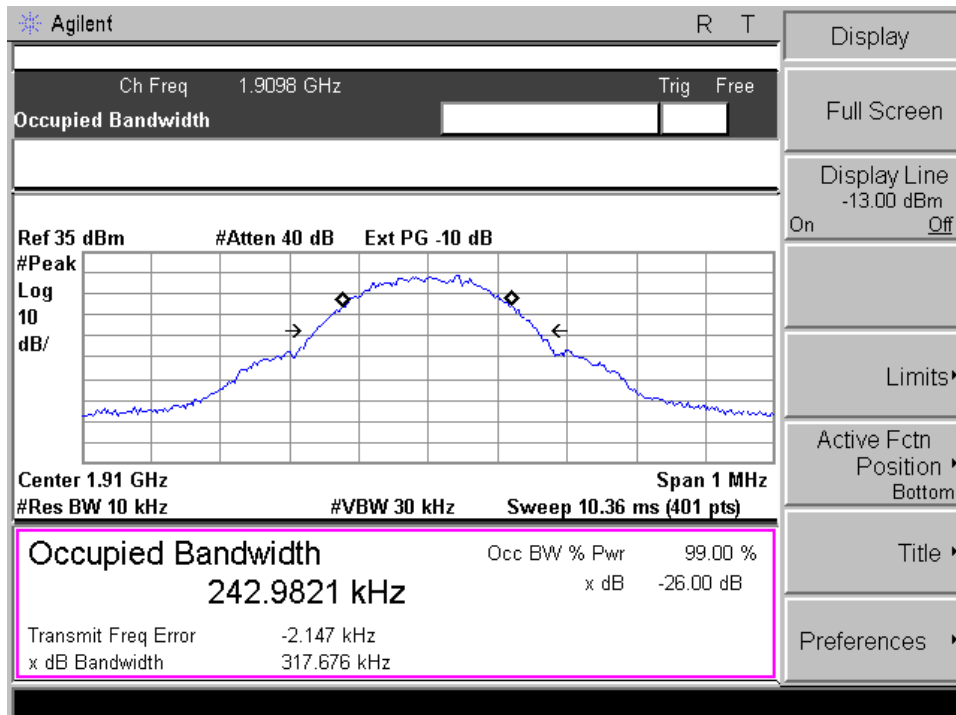 Agilent R T
Ch Freq 1.9098 GHz Trig Free
Occupied Bandwidth
Ref 35 dBm #Atten 40 dB Ext PG -10 dB
#Peak
Log
10
dB/
Center 1.91 GHz Span 1 MHz
#Res BW 10 kHz #VBW 30 kHz Sweep 10.36 ms (401 pts)
Occupied Bandwidth Occ BW % Pwr 99.00 %
242.9821 kHz x dB -26.00 dB
Transmit Freq Error -2.147 kHz
x dB Bandwidth 317.676 kHz
Display
Full Screen
Display Line
-13.00 dBm
On Off
Limits
Active Fctn
Position
Bottom
Title
Preferences